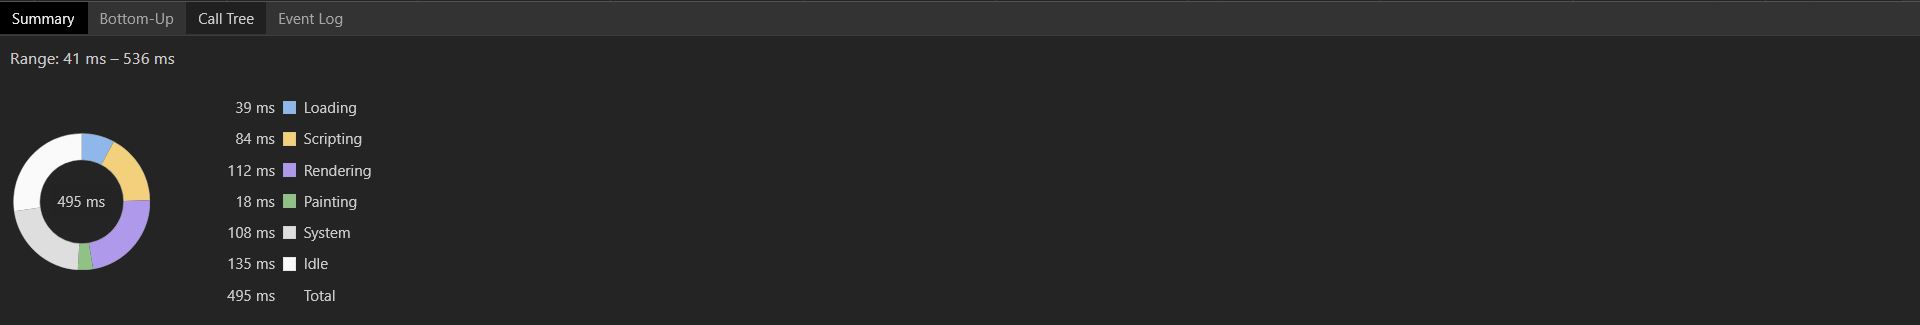 Summary Bottom-Up Call Tree Event Log
Range: 41 ms – 536 ms
39 ms Loading
84 ms Scripting
112 ms Rendering
18 ms Painting
495 ms
108 ms System
135 ms Idle
495 ms Total